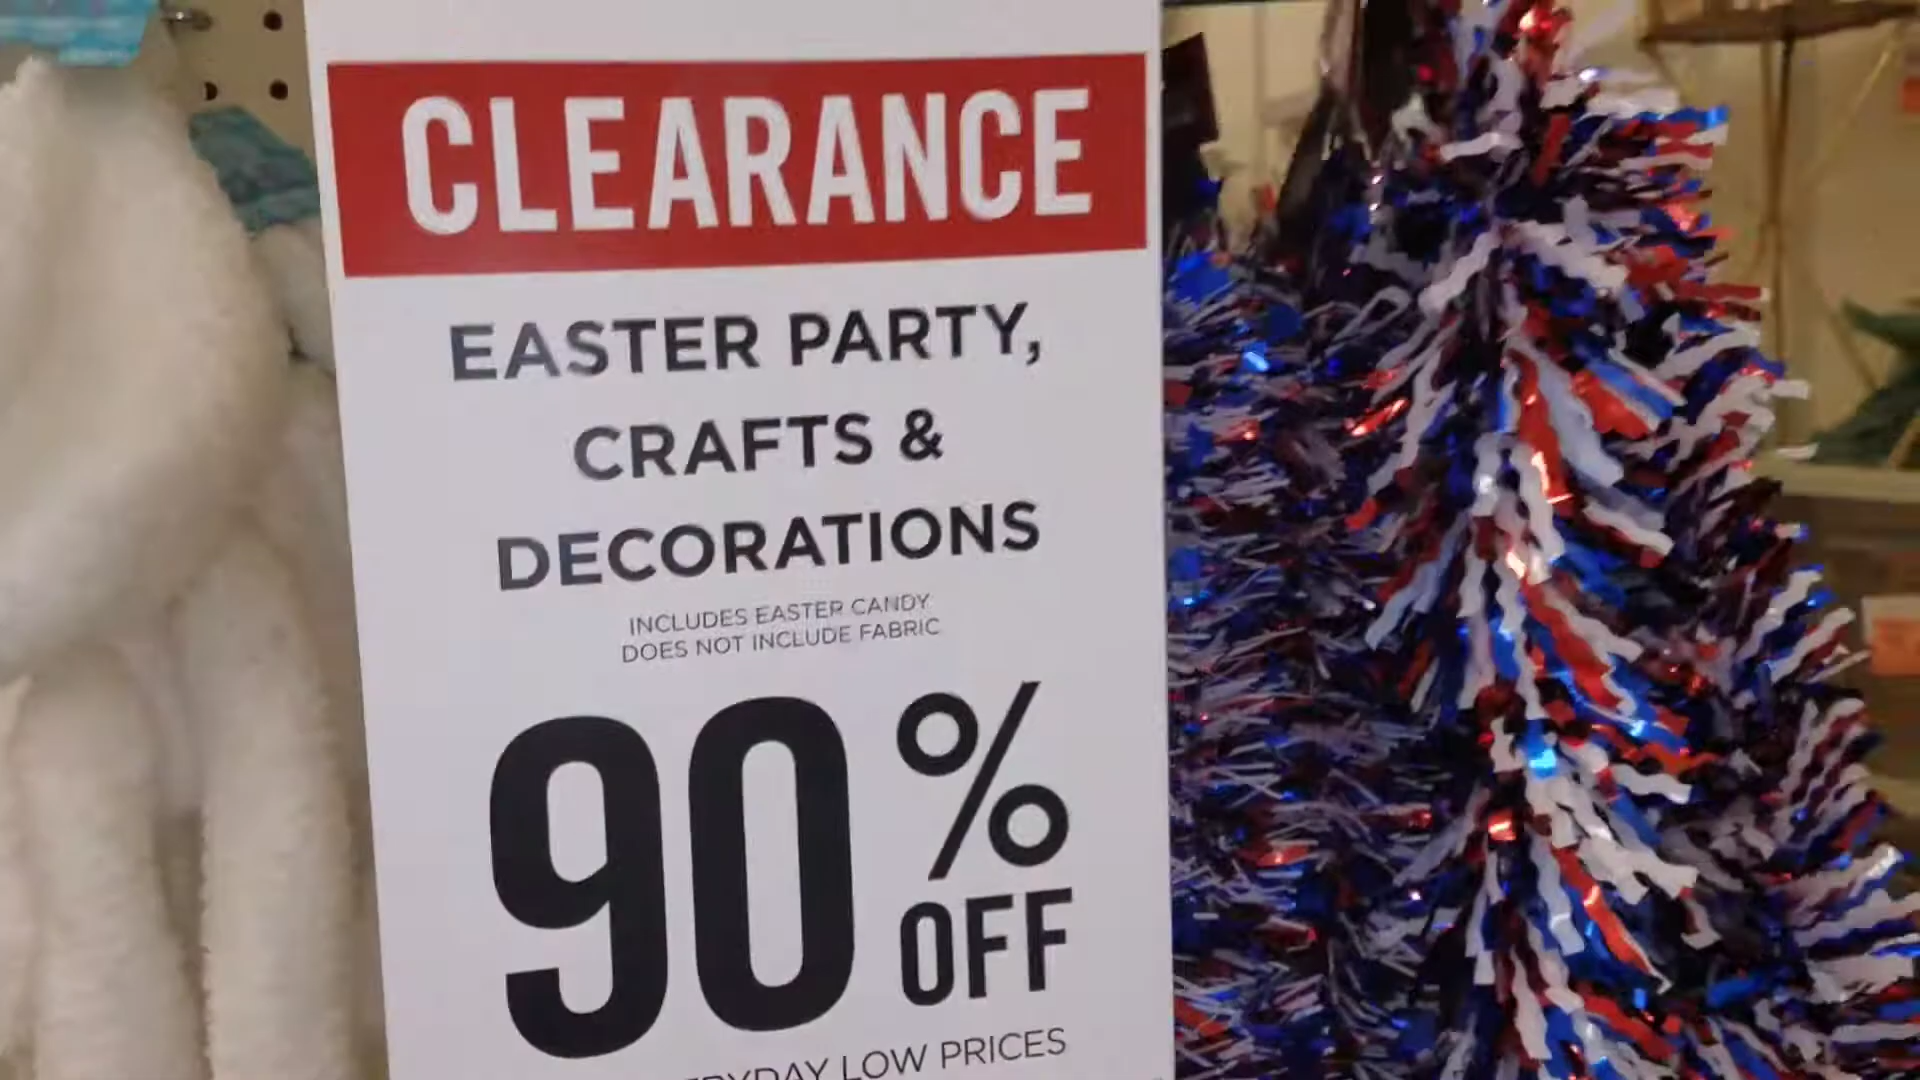 CLEARANCE
EASTER PARTY,
CRAFTS &
DECORATIONS
INCLUDES EASTER CANDY
DOES NOT INCLUDE FABRIC
90%
OFF
LOW PRICES